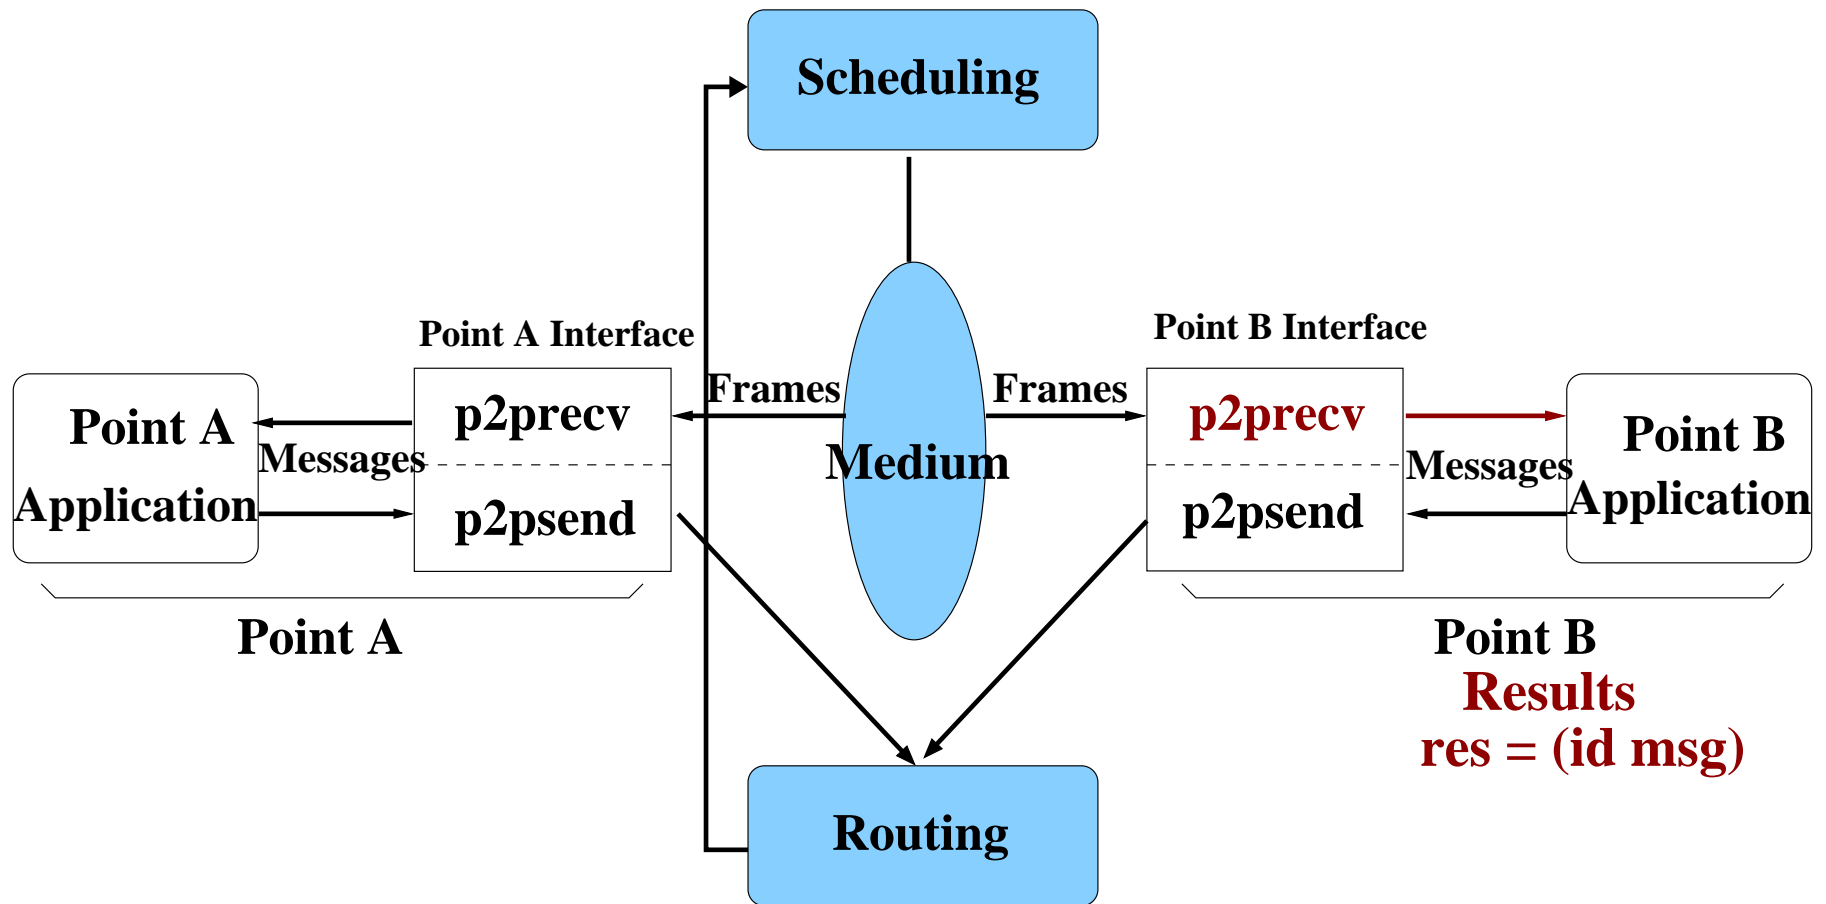 Scheduling
Point A Interface
Point B Interface
Point A
Application
Messages
p2precv
p2psend
Frames
Medium
Frames
p2precv
p2psend
Messages
Point B
Application
Point A
Point B
Results
res = (id msg)
Routing